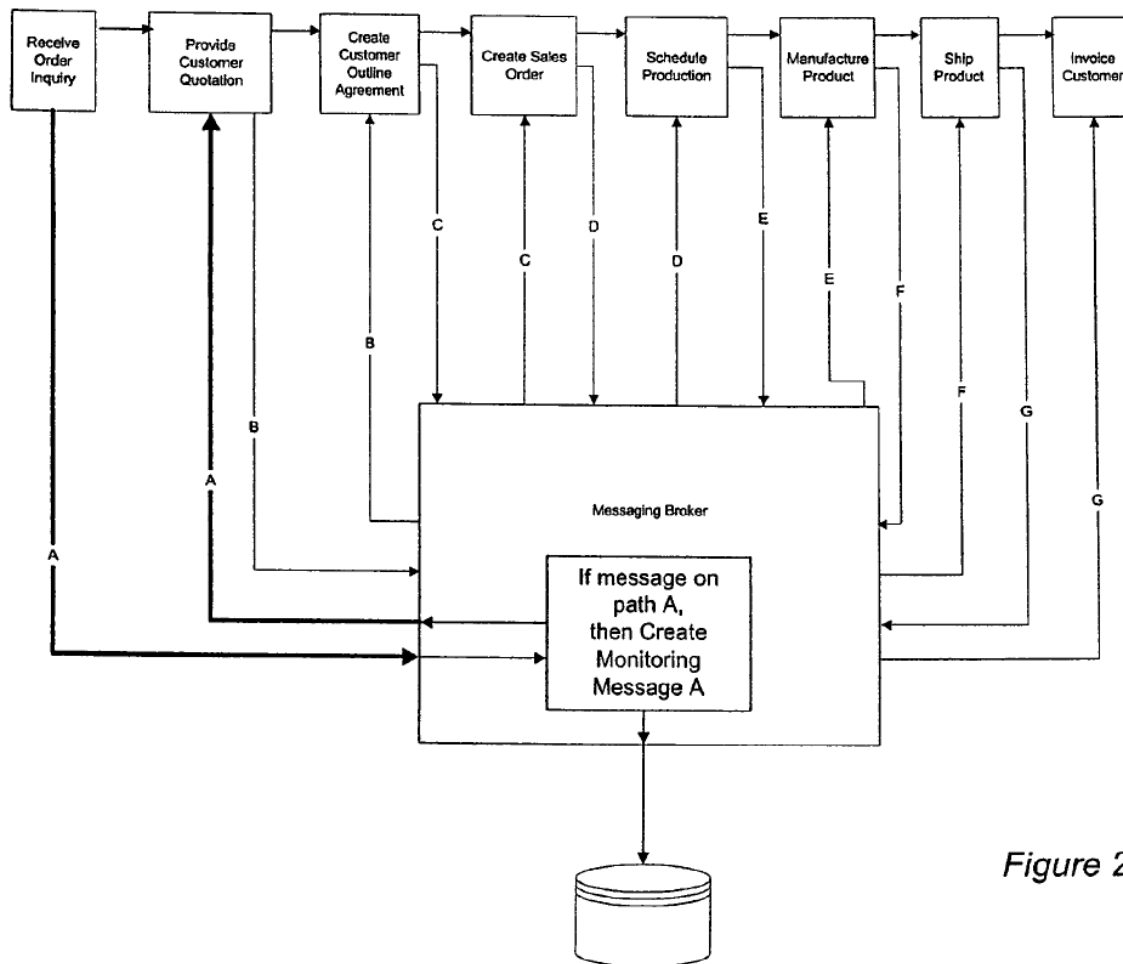 Receive
Order
Inquiry
Provide
Customer
Quotation
Create
Customer
Outline
Agreement
Create Sales
Order
Schedule
Production
Manufacture
Product
Ship
Product
Invoice
Customer
C
D
E
C
D
E
F
B
F
G
B
A
G
A
Messaging Broker
If message on
path A,
then Create
Monitoring
Message A
Figure 2